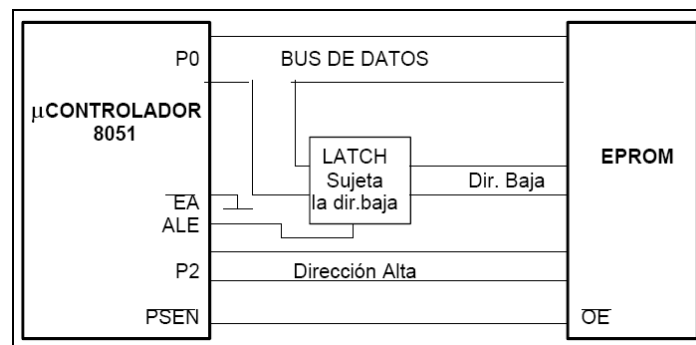 P0
BUS DE DATOS
µCONTROLADOR
8051
EPROM
LATCH
Sujeta
la dir.baja
Dir. Baja
EA
ALE
P2
Dirección Alta
PSEN
OE